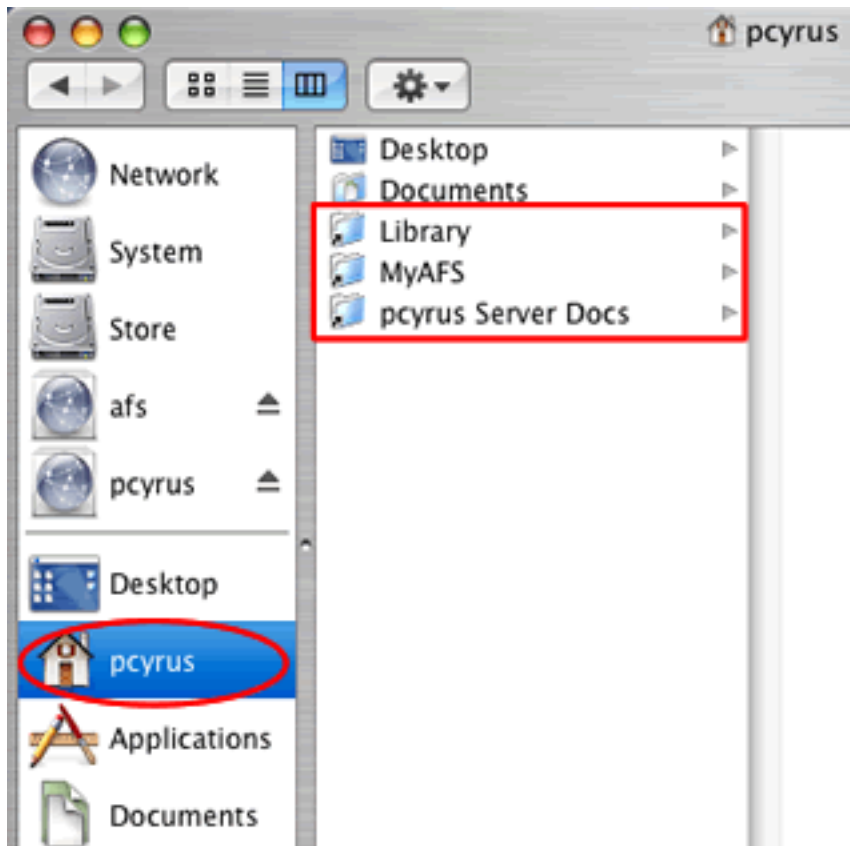 pcyrus
Network
System
Store
afs
pcyrus
Desktop
pcyrus
Applications
Documents
Desktop
Documents
Library
MyAFS
pcyrus Server Docs